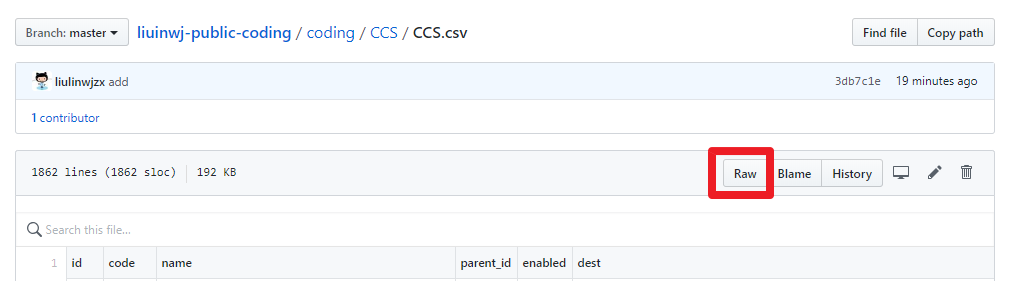 Branch: master liuinwj-public-coding / coding / CCS / CCS.csv Find file Copy path
liulinwjzx add 3db7c1e 19 minutes ago
1 contributor
1862 lines (1862 sloc) 192 KB Raw Blame History
Search this file...
1 id code name parent_id enabled dest